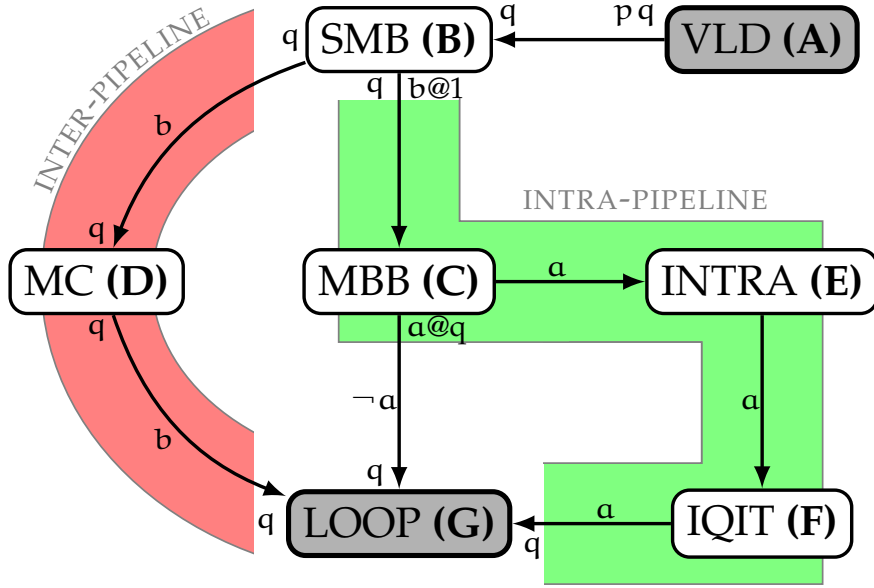 q SMB (B) q p q VLD (A)
q b@1
INTER-PIPELINE
b
INTRA-PIPELINE
q
MC (D) MBB (C) a INTRA (E)
q a@q
¬ a a
b
q
q LOOP (G) q a IQIT (F)